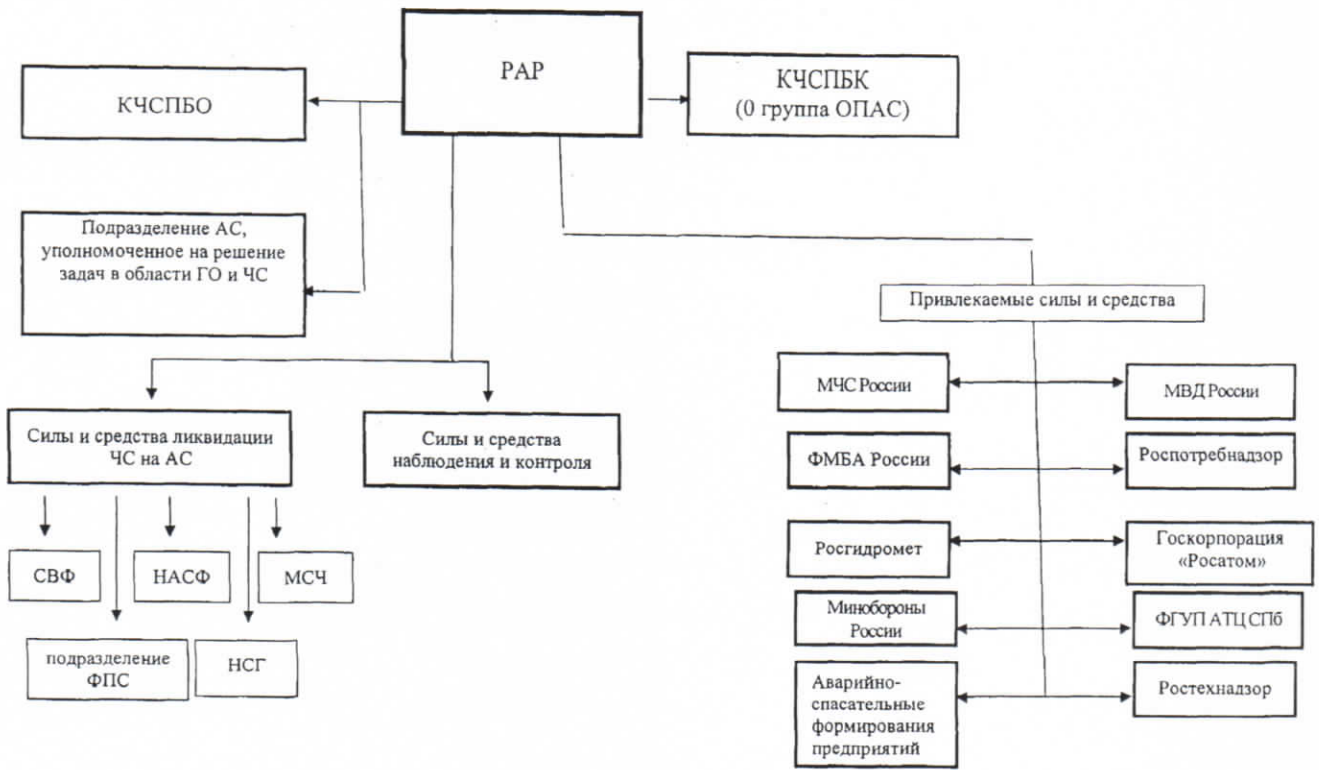 РАР
КЧСПБО
КЧСПБК
(0 группа ОПАС)
Подразделение АС,
уполномоченное на решение
задач в области ГО и ЧС
Привлекаемые силы и средства
МЧС России
МВД России
Силы и средства ликвидации
ЧС на АС
Силы и средства
наблюдения и контроля
ФМБА России
Роспотребнадзор
Росгидромет
Госкорпорация
«Росатом»
СВФ
НАСФ
МСЧ
Минобороны
России
ФГУП АТЦ СПб
подразделение
ФПС
НСГ
Аварийно-
спасательные
формирования
предприятий
Ростехнадзор